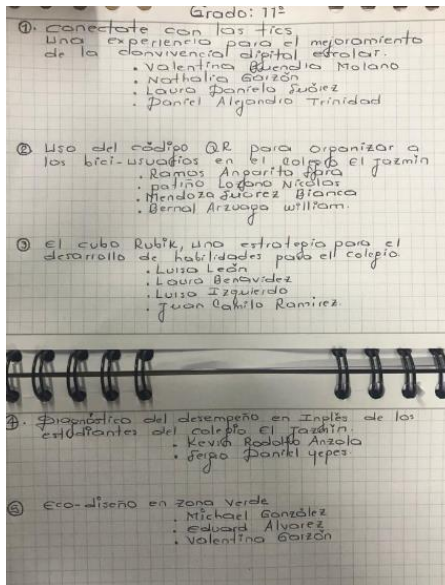 Grado: 11º
①. conectate con las tics
una experiencia para el mejoramiento
de la convivencia digital escolar.
• Valentina Buendia Molano
• Nathalia Garzón
• Laura Daniela Suárez
• Daniel Alejandro Trinidad
② Uso del código QR para organizar a
los bici-usuarios en el colegio El Jazmin
• Ramos Angarita Sara
• patiño Lozano Nicolas
• Mendoza Suarez Bianca
• Bernal Arzuaga william.
③ El cubo Rubik, una estrategia para el
desarrollo de habilidades para el colegio.
• Luisa León
• Laura Benavidez
• Luisa Izquierdo
• Juan Camilo Ramirez.
4. Diagnóstico del desempeño en Inglés de los
estudiantes del colegio El Jazmin.
• Kevin Rodolfo Anzola
• Sergio Daniel yepes.
⑤ Eco-diseño en zona verde
• Michael González
• Eduard Alvarez
• Valentina Garzón